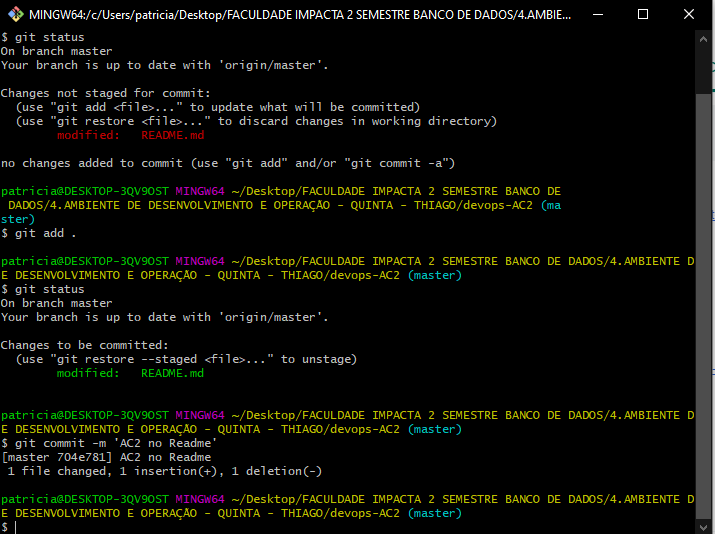 MINGW64:/c/Users/patricia/Desktop/FACULDADE IMPACTA 2 SEMESTRE BANCO DE DADOS/4.AMBIE...
$ git status
On branch master
Your branch is up to date with 'origin/master'.
Changes not staged for commit:
  (use "git add <file>..." to update what will be committed)
  (use "git restore <file>..." to discard changes in working directory)
        modified:   README.md
no changes added to commit (use "git add" and/or "git commit -a")
patricia@DESKTOP-3QV9OST MINGW64 ~/Desktop/FACULDADE IMPACTA 2 SEMESTRE BANCO DE
 DADOS/4.AMBIENTE DE DESENVOLVIMENTO E OPERAÇÃO - QUINTA - THIAGO/devops-AC2 (ma
ster)
$ git add .
patricia@DESKTOP-3QV9OST MINGW64 ~/Desktop/FACULDADE IMPACTA 2 SEMESTRE BANCO DE DADOS/4.AMBIENTE D
E DESENVOLVIMENTO E OPERAÇÃO - QUINTA - THIAGO/devops-AC2 (master)
$ git status
On branch master
Your branch is up to date with 'origin/master'.
Changes to be committed:
  (use "git restore --staged <file>..." to unstage)
        modified:   README.md
patricia@DESKTOP-3QV9OST MINGW64 ~/Desktop/FACULDADE IMPACTA 2 SEMESTRE BANCO DE DADOS/4.AMBIENTE D
E DESENVOLVIMENTO E OPERAÇÃO - QUINTA - THIAGO/devops-AC2 (master)
$ git commit -m 'AC2 no Readme'
[master 704e781] AC2 no Readme
 1 file changed, 1 insertion(+), 1 deletion(-)
patricia@DESKTOP-3QV9OST MINGW64 ~/Desktop/FACULDADE IMPACTA 2 SEMESTRE BANCO DE DADOS/4.AMBIENTE D
E DESENVOLVIMENTO E OPERAÇÃO - QUINTA - THIAGO/devops-AC2 (master)
$